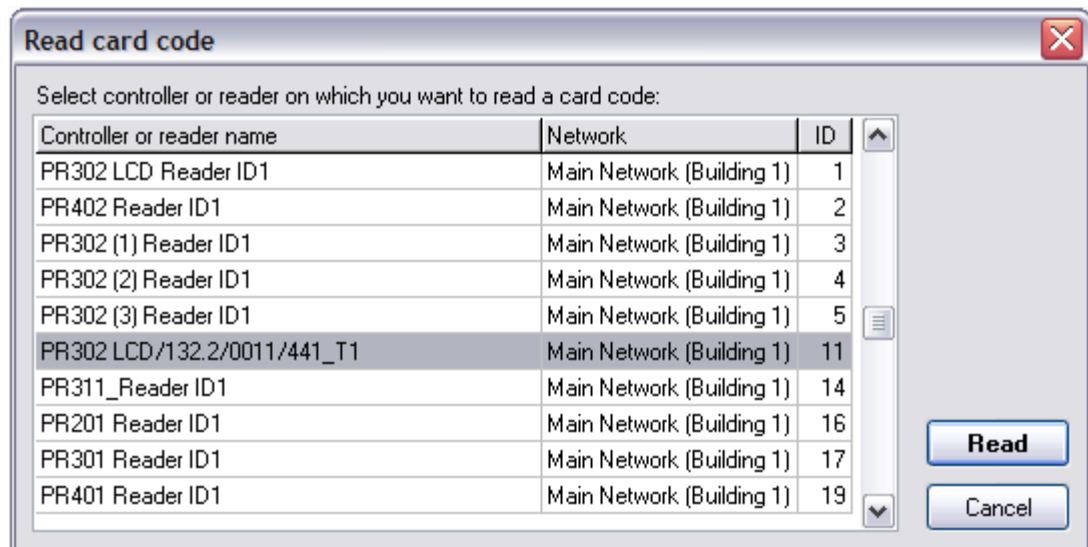 Read card code
Select controller or reader on which you want to read a card code:
Controller or reader name Network ID
PR302 LCD Reader ID1 Main Network (Building 1) 1
PR402 Reader ID1 Main Network (Building 1) 2
PR302 (1) Reader ID1 Main Network (Building 1) 3
PR302 (2) Reader ID1 Main Network (Building 1) 4
PR302 (3) Reader ID1 Main Network (Building 1) 5
PR302 LCD/132.2/0011/441_T1 Main Network (Building 1) 11
PR311_Reader ID1 Main Network (Building 1) 14
PR201 Reader ID1 Main Network (Building 1) 16
PR301 Reader ID1 Main Network (Building 1) 17
PR401 Reader ID1 Main Network (Building 1) 19
Read
Cancel